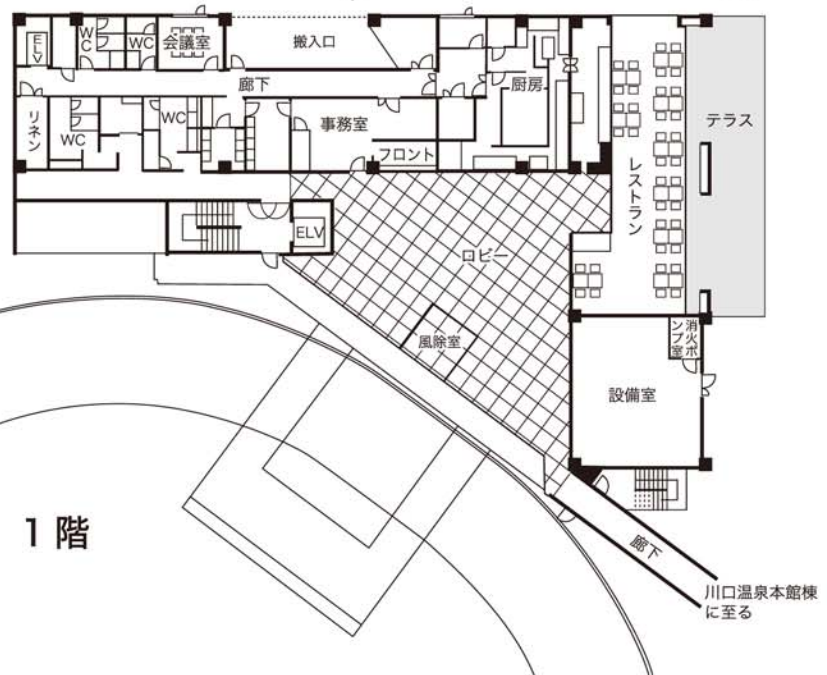 ELV
WC
WC
会議室
搬入口
廊下
厨房
リネン
WC
WC
事務室
フロント
テラス
レストラン
ELV
ロビー
風除室
消火ポ
ンプ室
設備室
1階
廊下
川口温泉本館棟
に至る